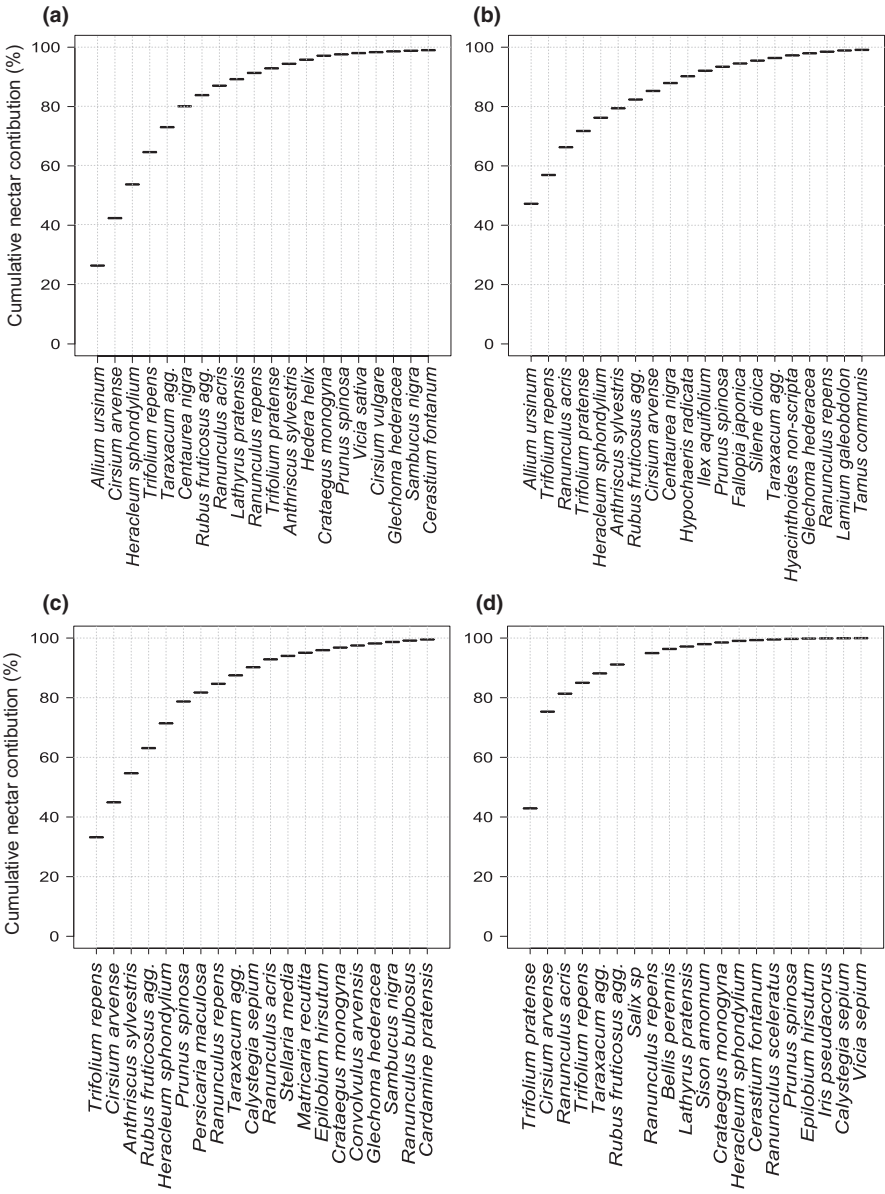 (a)
Cumulative nectar contibution (%)
100
80
60
40
20
0
Allium ursinum
Cirsium arvense
Heracleum sphondylium
Trifolium repens
Taraxacum agg.
Centaurea nigra
Rubus fruticosus agg.
Ranunculus acris
Lathyrus pratensis
Ranunculus repens
Trifolium pratense
Anthriscus sylvestris
Hedera helix
Crataegus monogyna
Prunus spinosa
Vicia sativa
Cirsium vulgare
Glechoma hederacea
Sambucus nigra
Cerastium fontanum
(b)
100
80
60
40
20
0
Allium ursinum
Trifolium repens
Ranunculus acris
Trifolium pratense
Heracleum sphondylium
Anthriscus sylvestris
Rubus fruticosus agg.
Cirsium arvense
Centaurea nigra
Hypochaeris radicata
Ilex aquifolium
Prunus spinosa
Fallopia japonica
Silene dioica
Taraxacum agg.
Hyacinthoides non-scripta
Glechoma hederacea
Ranunculus repens
Lamium galeobdolon
Tamus communis
(c)
Cumulative nectar contibution (%)
100
80
60
40
20
0
Trifolium repens
Cirsium arvense
Anthriscus sylvestris
Rubus fruticosus agg.
Heracleum sphondylium
Prunus spinosa
Persicaria maculosa
Ranunculus repens
Taraxacum agg.
Calystegia sepium
Ranunculus acris
Stellaria media
Matricaria recutita
Epilobium hirsutum
Crataegus monogyna
Convolvulus arvensis
Glechoma hederacea
Sambucus nigra
Ranunculus bulbosus
Cardamine pratensis
(d)
100
80
60
40
20
0
Trifolium pratense
Cirsium arvense
Ranunculus acris
Trifolium repens
Taraxacum agg.
Rubus fruticosus agg.
Salix sp
Ranunculus repens
Bellis perennis
Lathyrus pratensis
Sison amomum
Crataegus monogyna
Heracleum sphondylium
Cerastium fontanum
Ranunculus sceleratus
Prunus spinosa
Epilobium hirsutum
Iris pseudacorus
Calystegia sepium
Vicia sepium